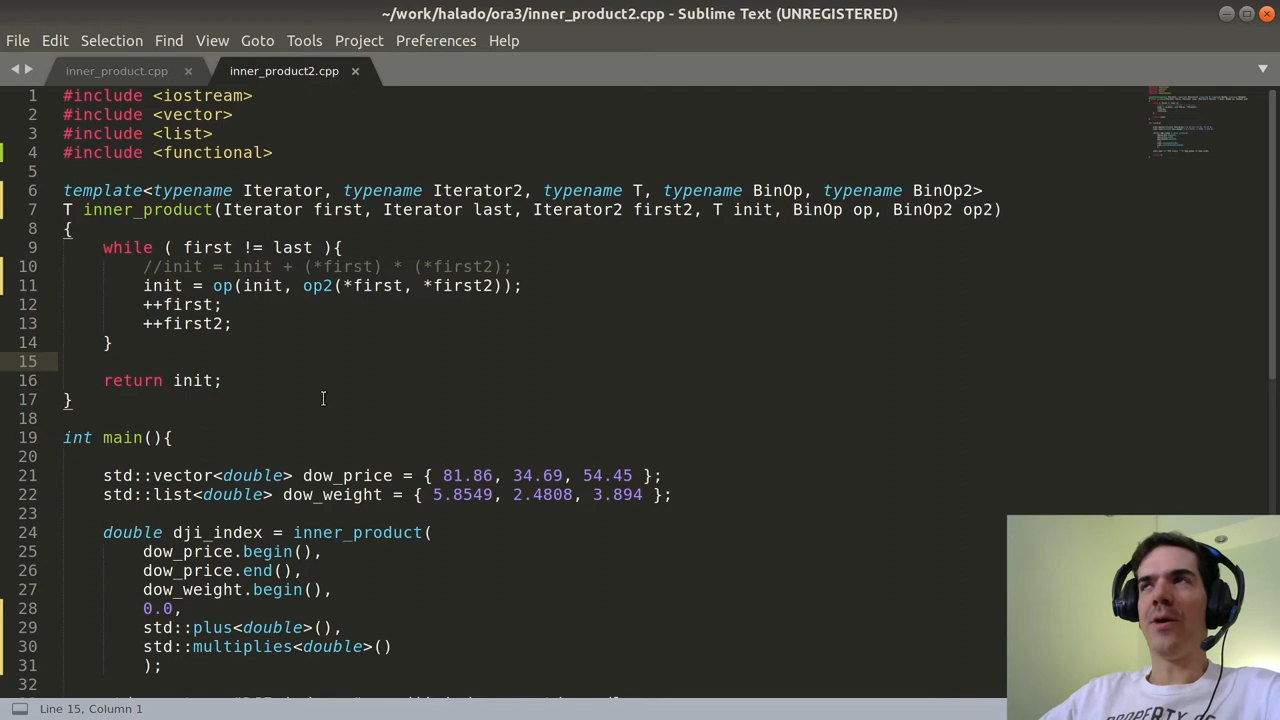 ~/work/halado/ora3/inner_product2.cpp - Sublime Text (UNREGISTERED)
File Edit Selection Find View Goto Tools Project Preferences Help
inner_product.cpp inner_product2.cpp
1 #include <iostream>
2 #include <vector>
3 #include <list>
4 #include <functional>
5
6 template<typename Iterator, typename Iterator2, typename T, typename BinOp, typename BinOp2>
7 T inner_product(Iterator first, Iterator last, Iterator2 first2, T init, BinOp op, BinOp2 op2)
8 {
9     while ( first != last ){
10         //init = init + (*first) * (*first2);
11         init = op(init, op2(*first, *first2));
12         ++first;
13         ++first2;
14     }
15
16     return init;
17 }
18
19 int main(){
20
21     std::vector<double> dow_price = { 81.86, 34.69, 54.45 };
22     std::list<double> dow_weight = { 5.8549, 2.4808, 3.894 };
23
24     double dji_index = inner_product(
25         dow_price.begin(),
26         dow_price.end(),
27         dow_weight.begin(),
28         0.0,
29         std::plus<double>(),
30         std::multiplies<double>()
31         );
32
Line 15, Column 1
PROPERTY OF